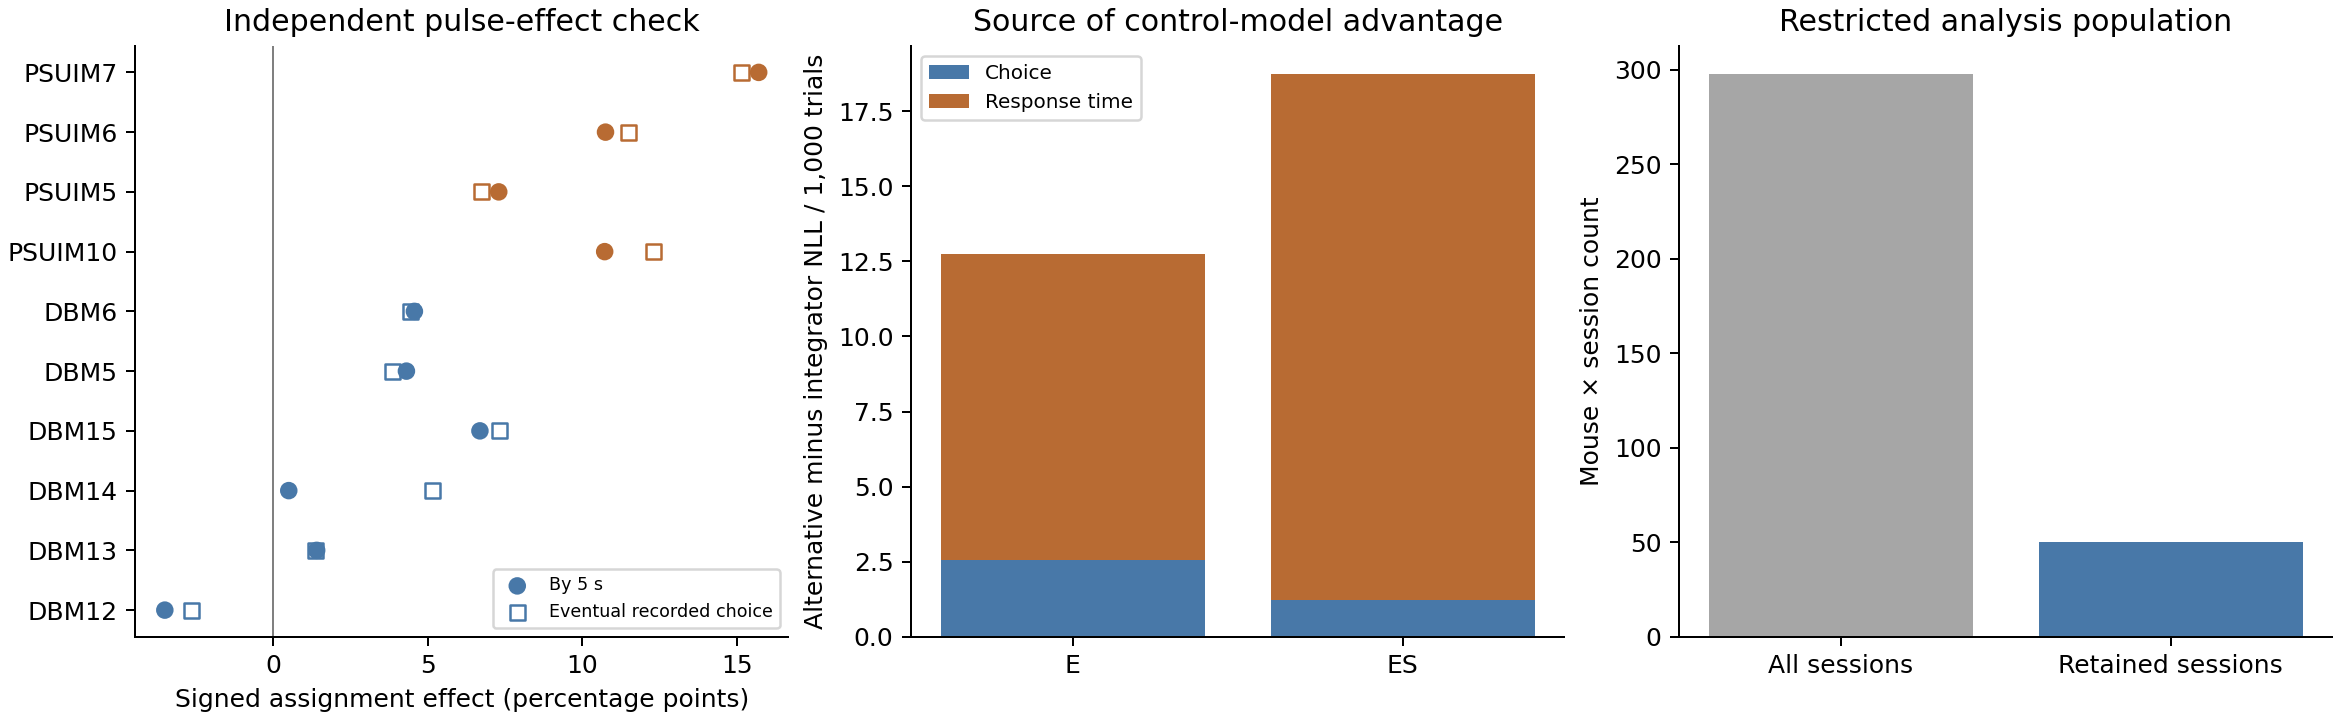 Independent pulse-effect check
PSUIM7
PSUIM6
PSUIM5
PSUIM10
DBM6
DBM5
DBM15
DBM14
DBM13
DBM12
By 5 s
Eventual recorded choice
0 5 10 15
Signed assignment effect (percentage points)
Source of control-model advantage
Alternative minus integrator NLL / 1,000 trials
Choice
Response time
17.5
15.0
12.5
10.0
7.5
5.0
2.5
0.0
E ES
Restricted analysis population
Mouse × session count
300
250
200
150
100
50
0
All sessions Retained sessions